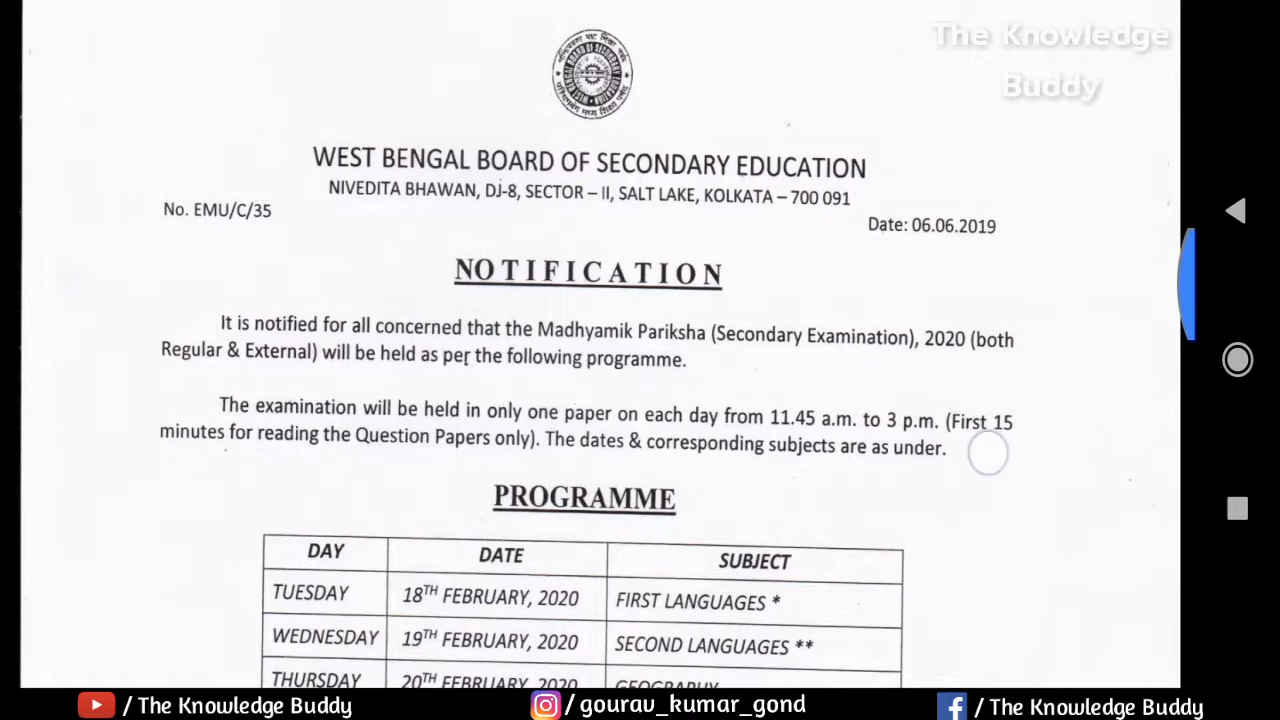 The Knowledge
Buddy
WEST BENGAL BOARD OF SECONDARY EDUCATION
NIVEDITA BHAWAN, DJ-8, SECTOR – II, SALT LAKE, KOLKATA – 700 091
No. EMU/C/35
Date: 06.06.2019
NOTIFICATION
It is notified for all concerned that the Madhyamik Pariksha (Secondary Examination), 2020 (both
Regular & External) will be held as per the following programme.
The examination will be held in only one paper on each day from 11.45 a.m. to 3 p.m. (First 15
minutes for reading the Question Papers only). The dates & corresponding subjects are as under.
PROGRAMME
DAY DATE SUBJECT
TUESDAY 18TH FEBRUARY, 2020 FIRST LANGUAGES *
WEDNESDAY 19TH FEBRUARY, 2020 SECOND LANGUAGES **
THURSDAY 20TH FEBRUARY, 2020 GEOGRAPHY
/ The Knowledge Buddy
/gourav_kumar_gond
/ The Knowledge Buddy